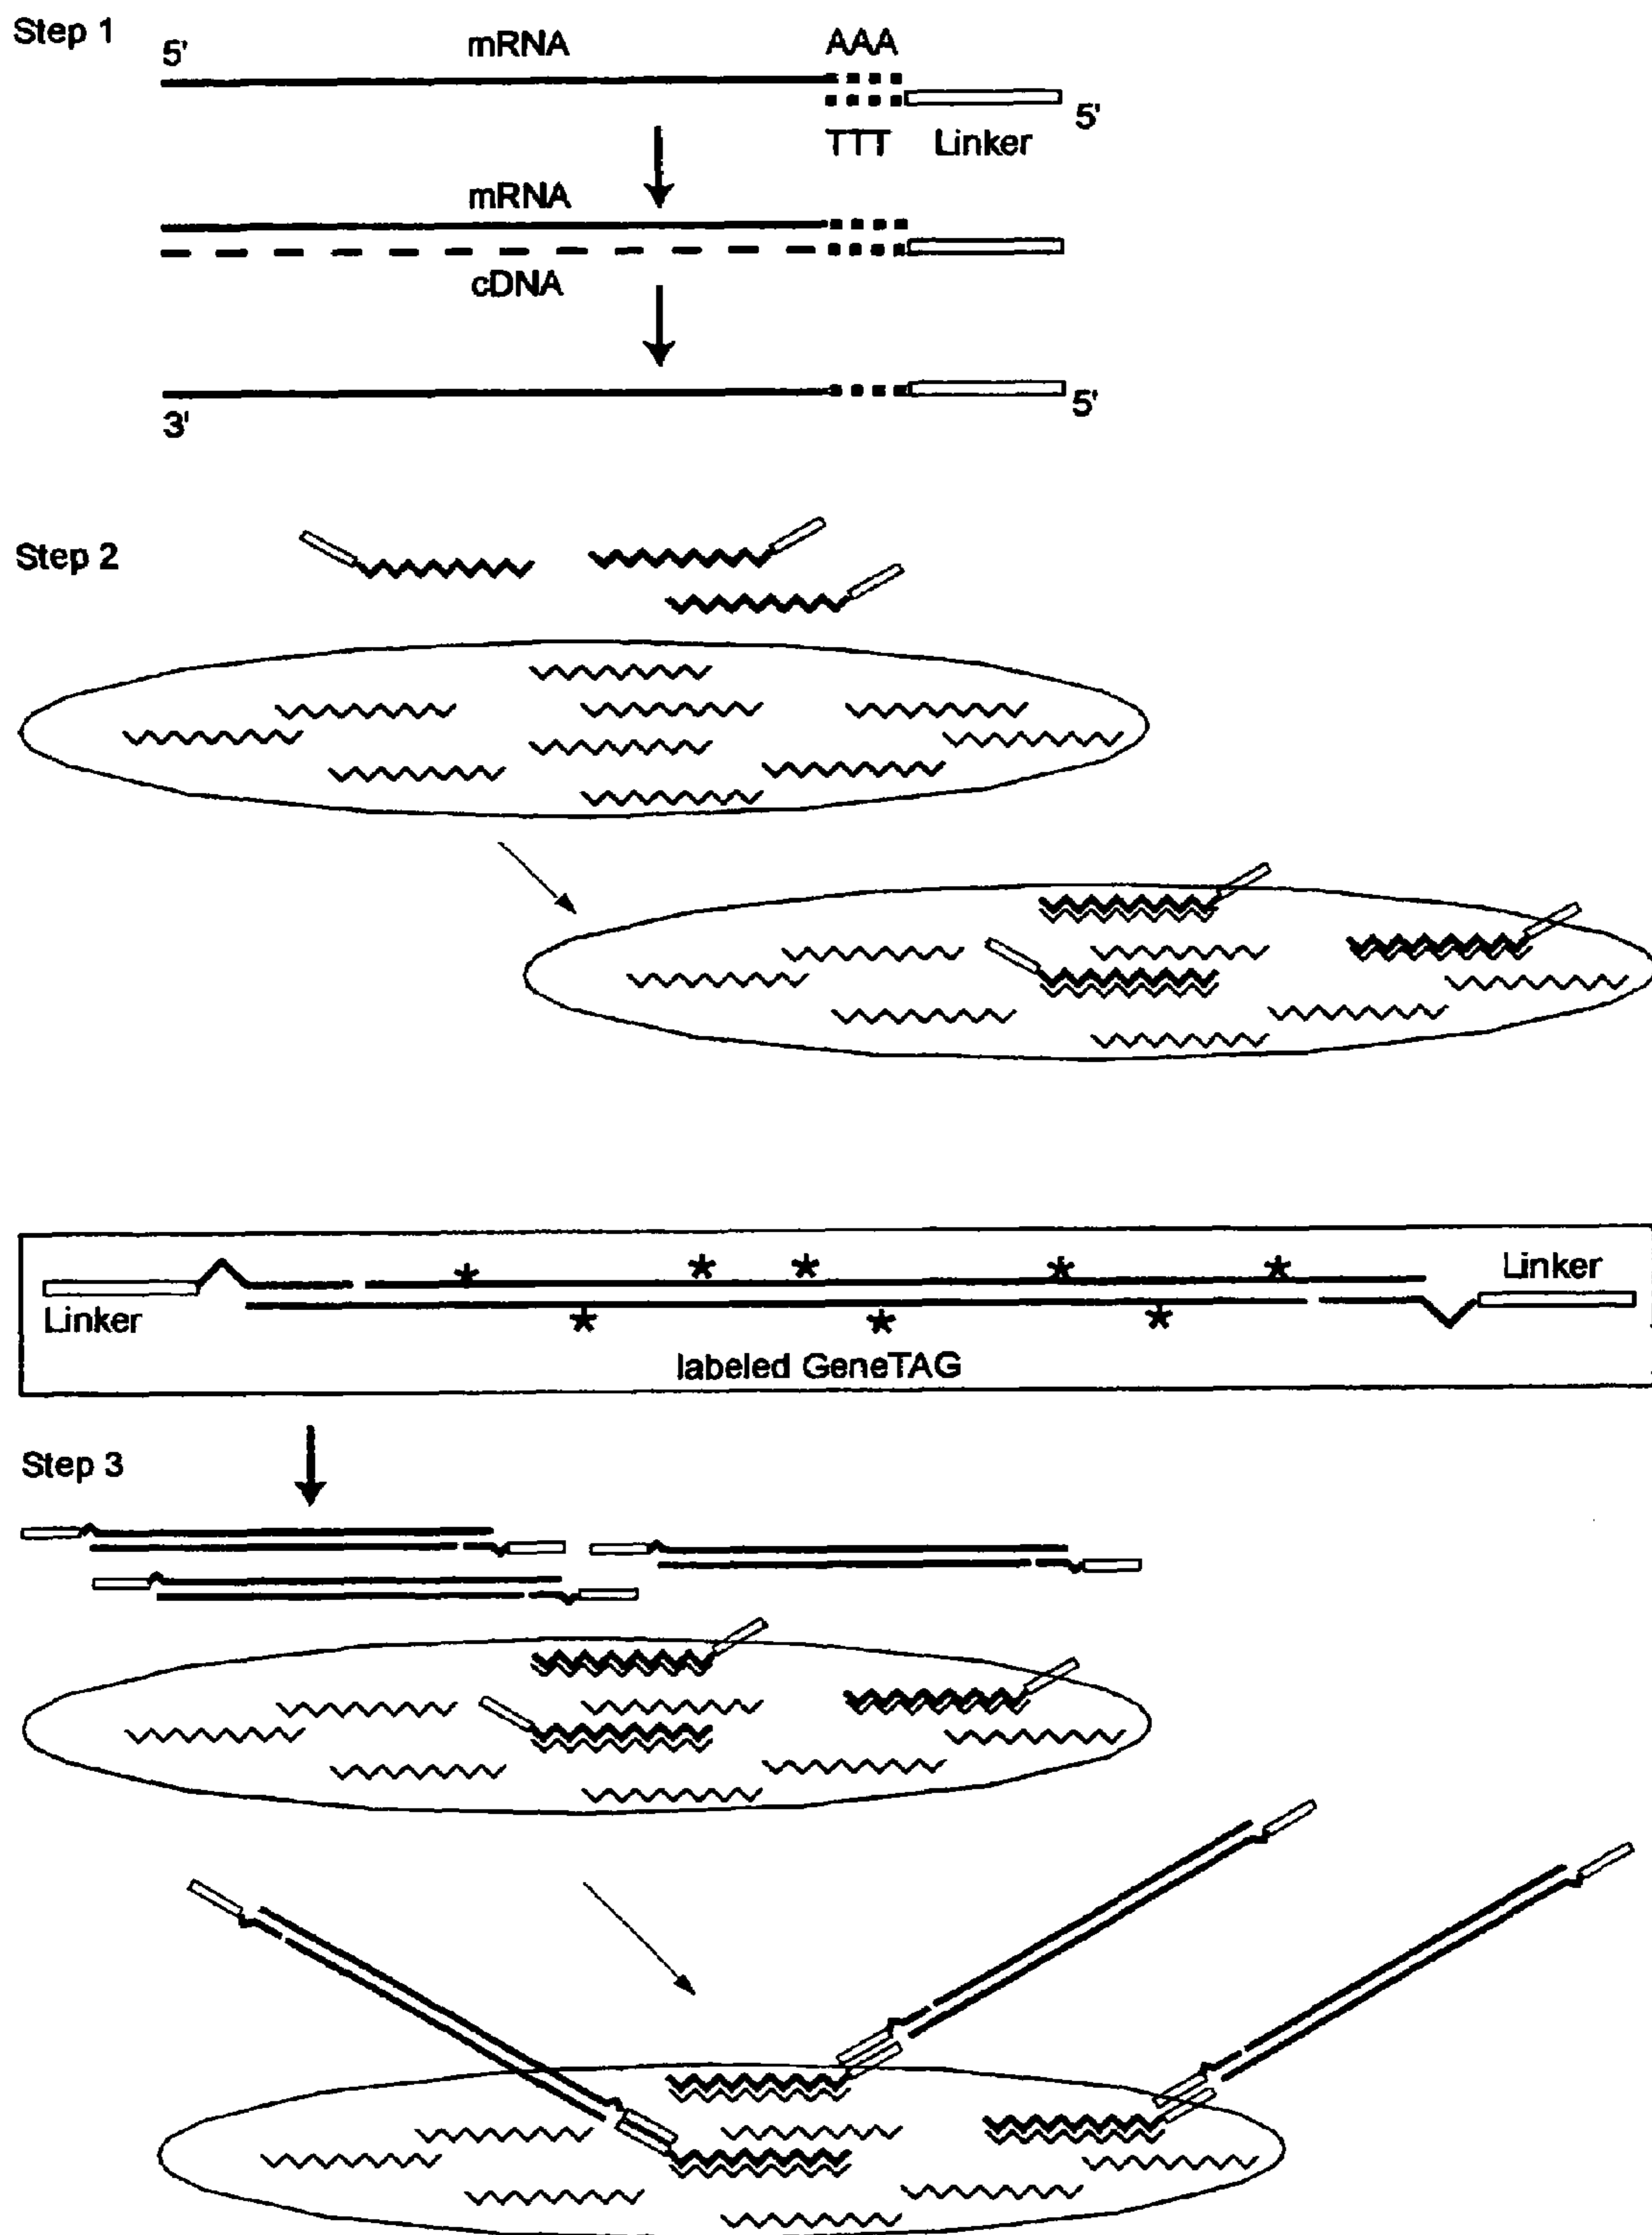 Step 1
5'
mRNA
AAA
5'
TTT
Linker
mRNA
cDNA
3'
5'
Step 2
Linker
Linker
labeled GeneTAG
Step 3